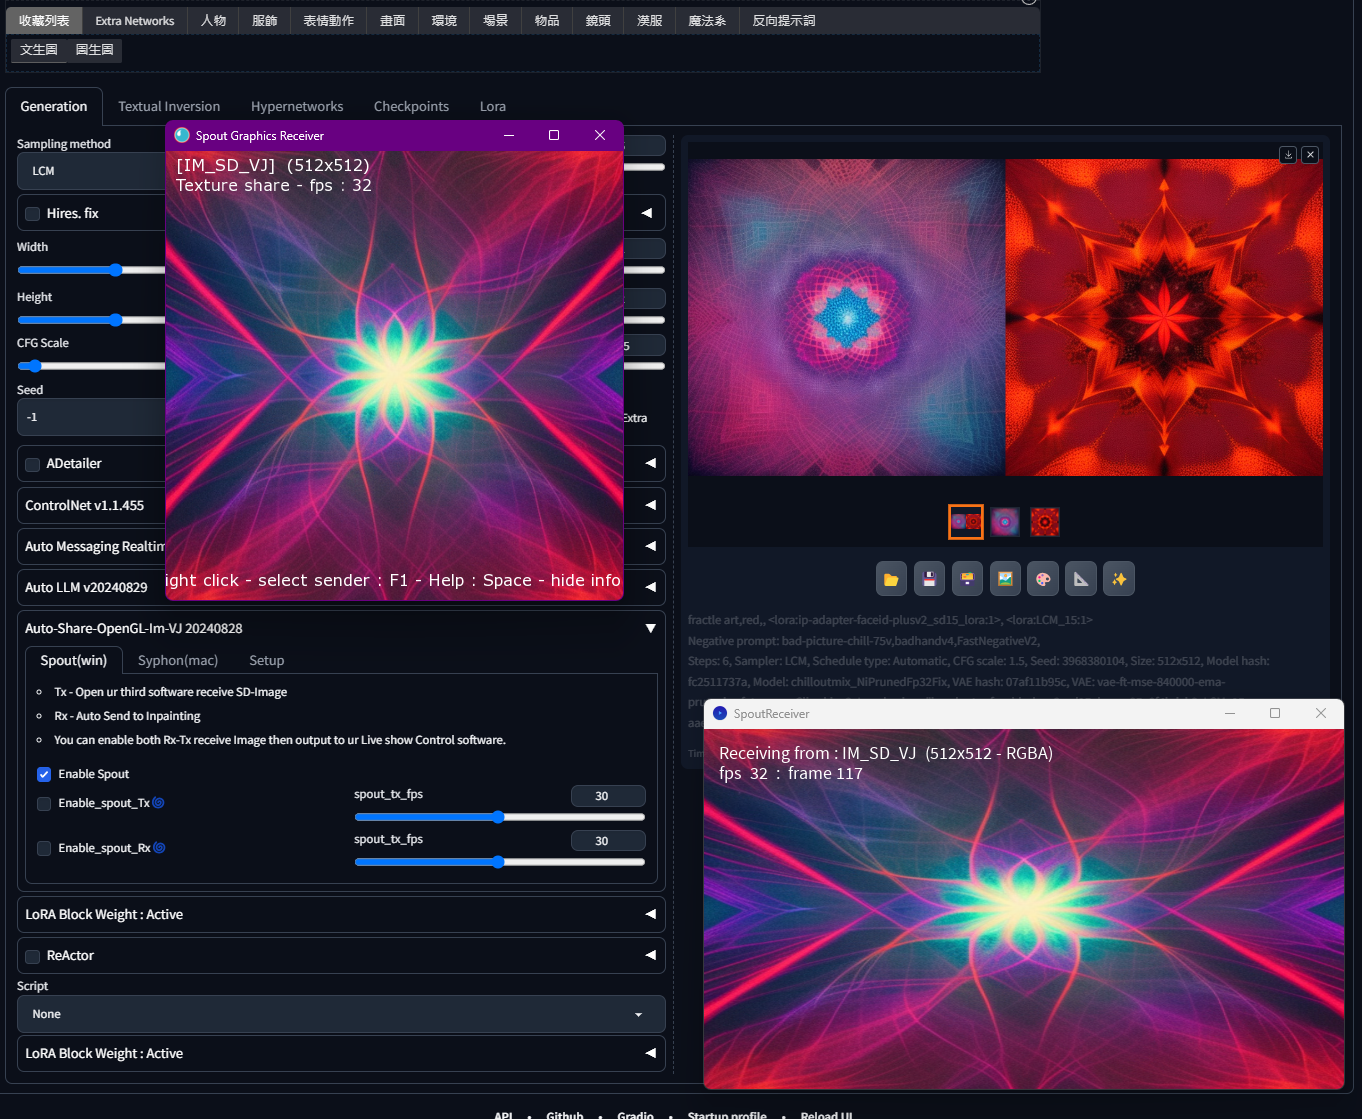 收藏列表 Extra Networks 人物 服飾 表情動作 畫面 環境 場景 物品 鏡頭 漢服 魔法系 反向提示詞
文生圖 圖生圖
Generation Textual Inversion Hypernetworks Checkpoints Lora
Sampling method
LCM
Hires. fix
Width
Height
CFG Scale
5
Seed
-1
Extra
ADetailer
ControlNet v1.1.455
Auto Messaging Realtim
Auto LLM v20240829
Auto-Share-OpenGL-Im-VJ 20240828
Spout(win) Syphon(mac) Setup
Tx - Open ur third software receive SD-Image
Rx - Auto Send to Inpainting
You can enable both Rx-Tx receive Image then output to ur Live show Control software.
Enable Spout
Enable_spout_Tx
spout_tx_fps 30
Enable_spout_Rx
spout_tx_fps 30
LoRA Block Weight : Active
ReActor
Script
None
LoRA Block Weight : Active
Spout Graphics Receiver
[IM_SD_VJ] (512x512)
Texture share - fps : 32
ight click - select sender : F1 - Help : Space - hide info
fractle art,red,, <lora:ip-adapter-faceid-plusv2_sd15_lora:1>, <lora:LCM_15:1>
Negative prompt: bad-picture-chill-75v,badhandv4,FastNegativeV2,
Steps: 6, Sampler: LCM, Schedule type: Automatic, CFG scale: 1.5, Seed: 3968380104, Size: 512x512, Model hash:
fc2511737a, Model: chilloutmix_NiPrunedFp32Fix, VAE hash: 07af11b95c, VAE: vae-ft-mse-840000-ema-
SpoutReceiver
Receiving from : IM_SD_VJ (512x512 - RGBA)
fps 32 : frame 117
API • Github • Gradio • Startup profile • Reload UI